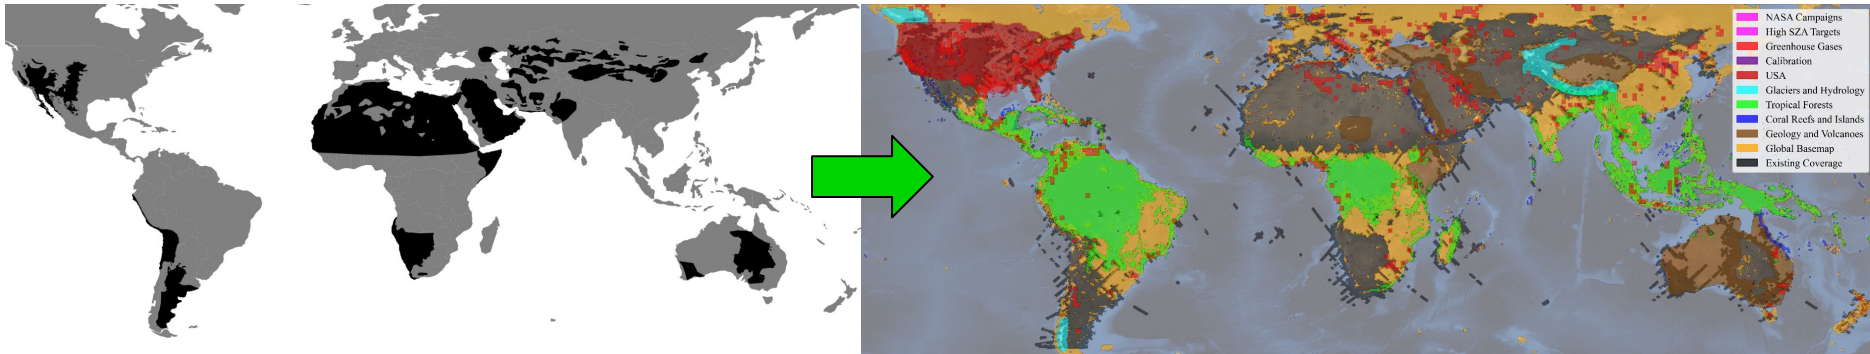 NASA Campaigns
High SZA Targets
Greenhouse Gases
Calibration
USA
Glaciers and Hydrology
Tropical Forests
Coral Reefs and Islands
Geology and Volcanoes
Global Basemap
Existing Coverage